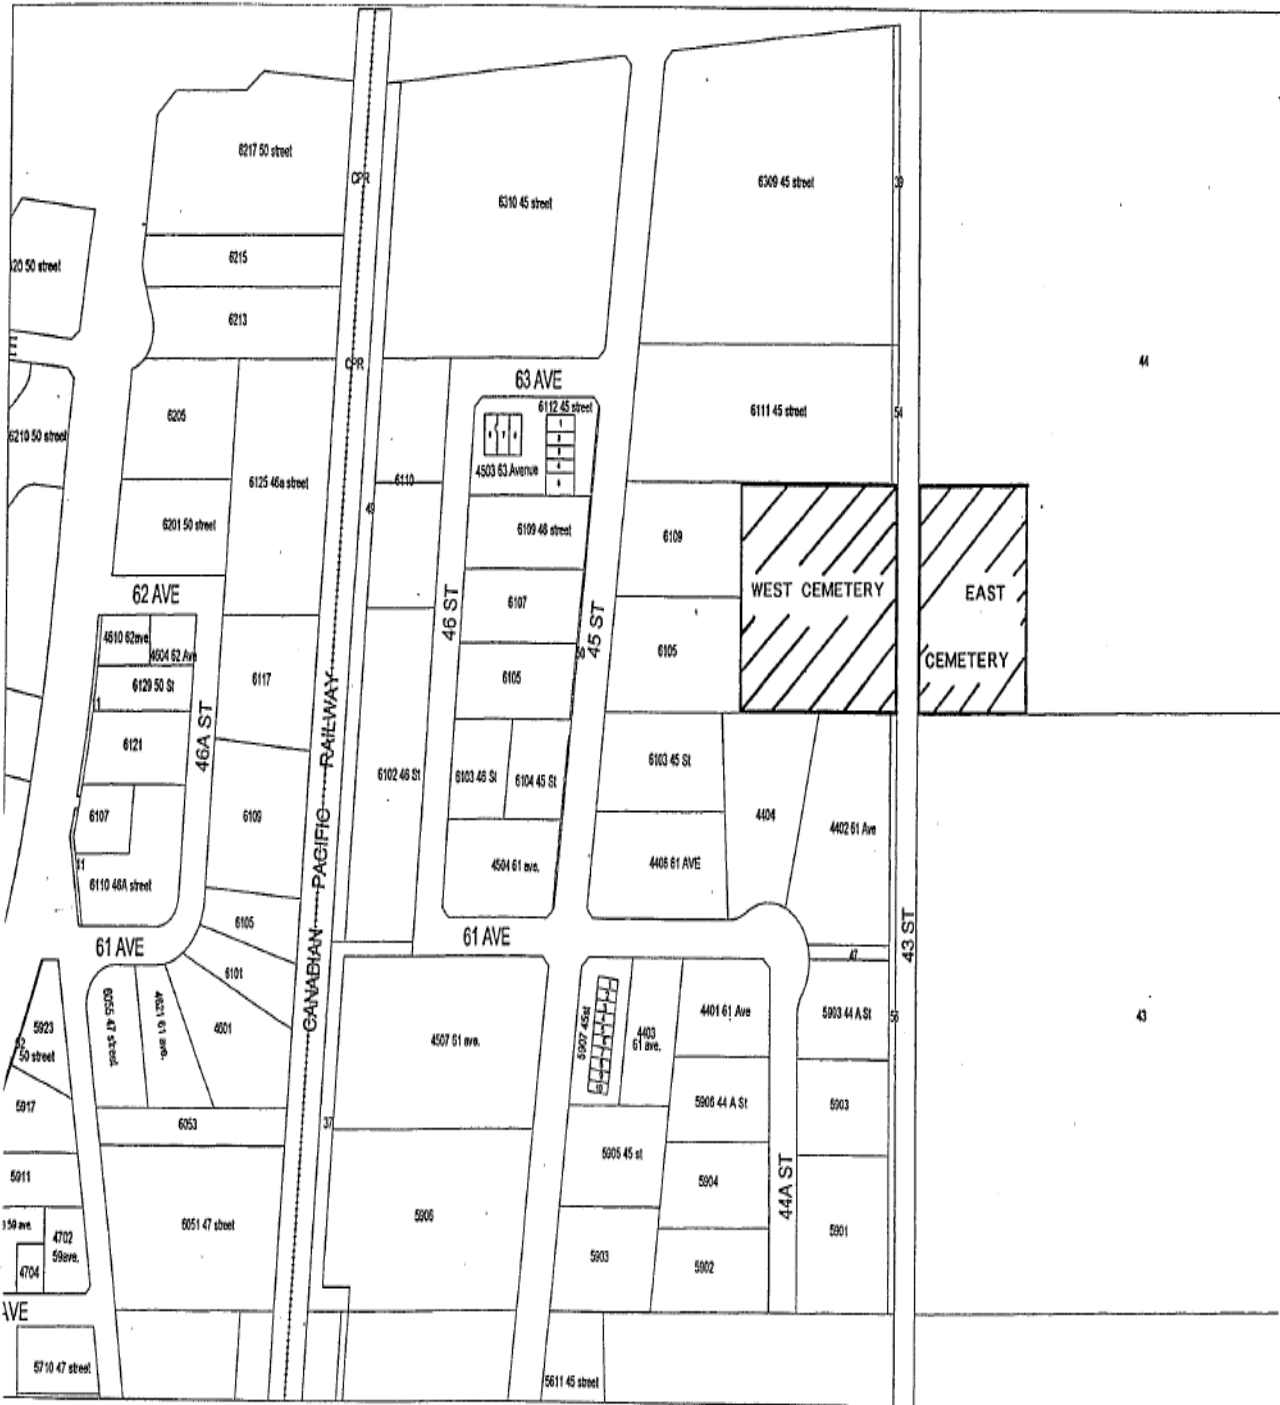 6217 50 street
CPR
6310 45 street
6309 45 street
39
6215
20 50 street
6213
CPR
44
63 AVE
6112 45 street
6111 45 street
54
6205
6210 50 street
4503 63 Avenue
6125 46a street
6110
49
6201 50 street
6109 46 street
6109
WEST CEMETERY
EAST
CEMETERY
62 AVE
46 ST
6107
45 ST
4610 62ave
4604 62 Ave
6129 50 St
1
6117
6105
6105
46A ST
6121
6102 46 St
6103 46 St
6104 45 St
6103 45 St
6107
6109
4404
4402 61 Ave
11
6110 46A street
4504 61 ave.
4406 61 AVE
CANADIAN PACIFIC RAILWAY
6105
61 AVE
61 AVE
43 ST
47
6101
6055 47 street
4621 61 ave.
4601
5923
50 street
4507 61 ave.
5907 45st
4403
61 ave.
4401 61 Ave
5903 44 A St
43
5917
6053
37
5906 44 A St
5903
5905 45 st
5911
5904
44A ST
4702
59ave.
4704
6051 47 street
5906
5903
5902
5901
AVE
5710 47 street
5611 45 street